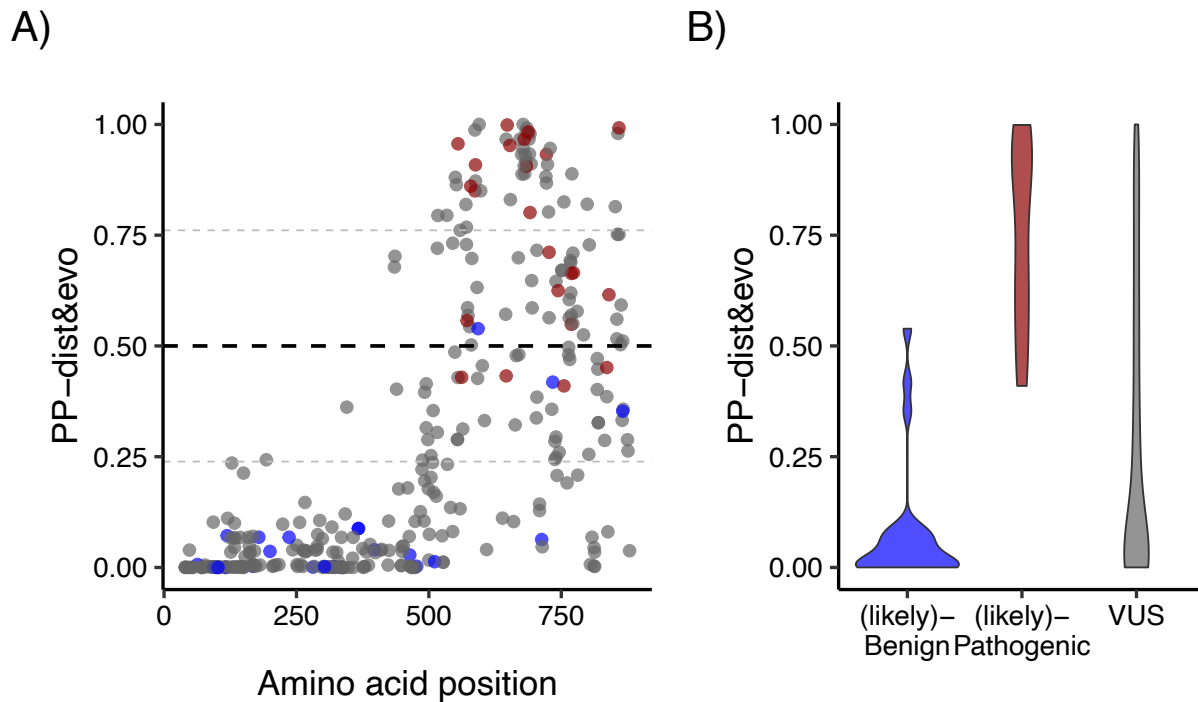 A)
PP−dist&evo
1.00
0.75
0.50
0.25
0.00
0
250
500
750
Amino acid position
B)
PP−dist&evo
1.00
0.75
0.50
0.25
0.00
(likely)−
Benign
(likely)−
Pathogenic
VUS